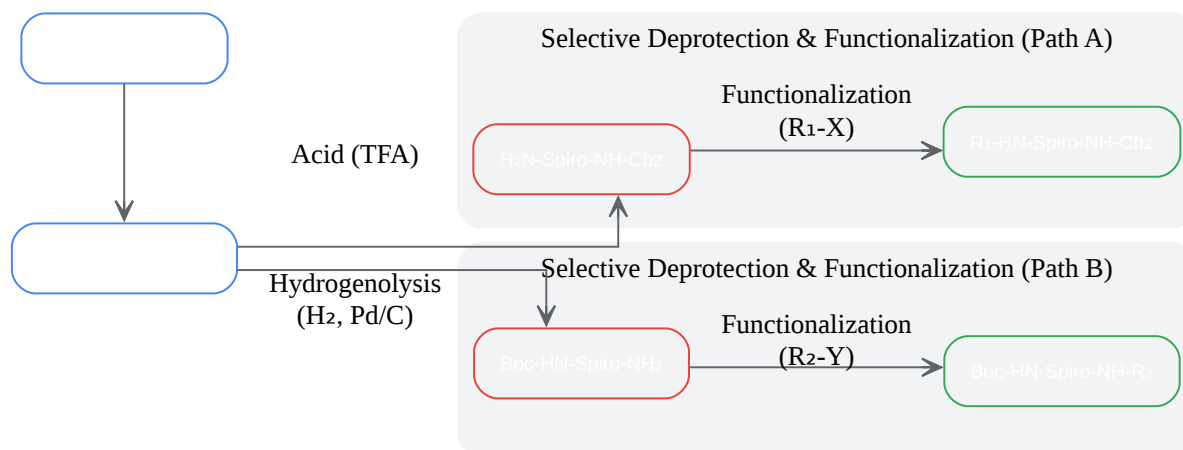 Selective Deprotection & Functionalization (Path A)
Functionalization
(R₁-X)
Acid (TFA)
H₂N-Spiro-NH-Cbz
R₁-HN-Spiro-NH-Cbz
Selective Deprotection & Functionalization (Path B)
Hydrogenolysis
(H₂, Pd/C)
Functionalization
(R₂-Y)
Boc-HN-Spiro-NH₂
Boc-HN-Spiro-NH-R₂